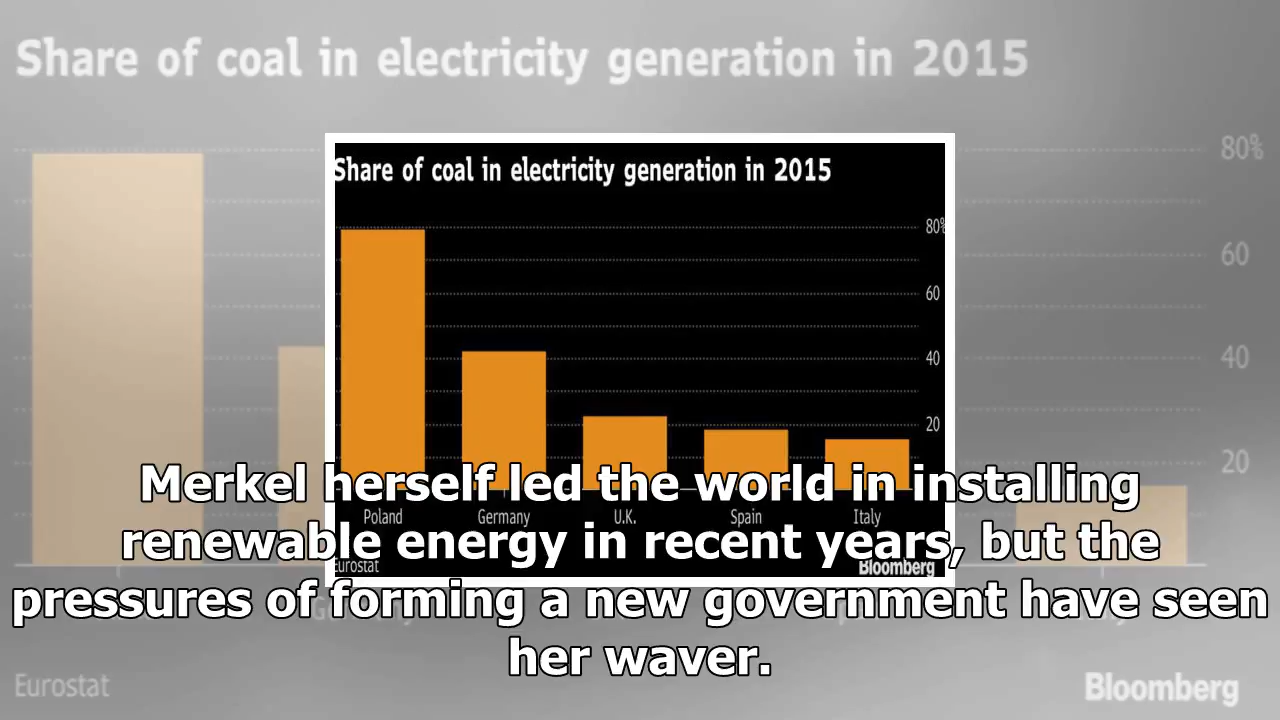 Share of coal in electricity generation in 2015
80%
60
40
20
Share of coal in electricity generation in 2015
80%
60
40
20
Poland Germany U.K. Spain Italy
Eurostat Bloomberg
Merkel herself led the world in installing
renewable energy in recent years, but the
pressures of forming a new government have seen
her waver.
Eurostat Bloomberg